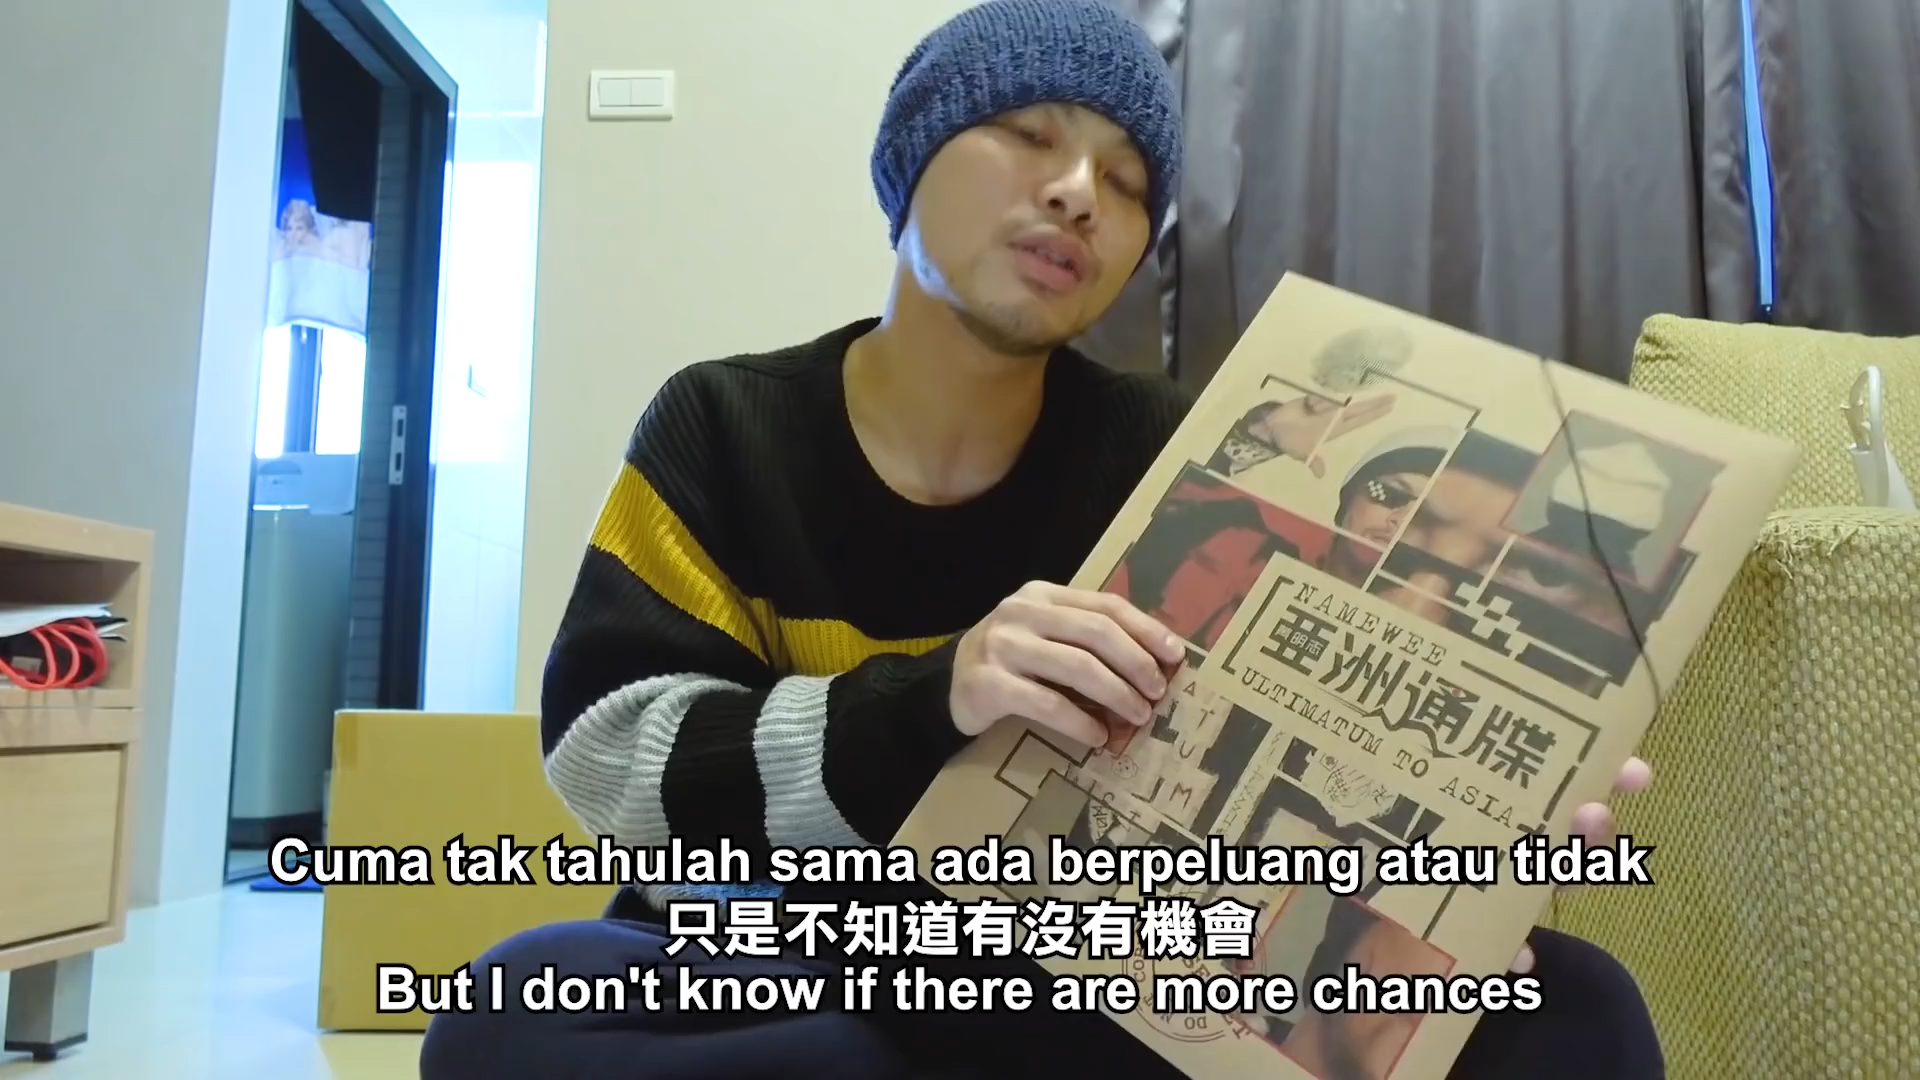 NAMEWEE
黃明志
亞洲通牒
ULTIMATUM TO ASIA
Cuma tak tahulah sama ada berpeluang atau tidak
只是不知道有沒有機會
But I don't know if there are more chances